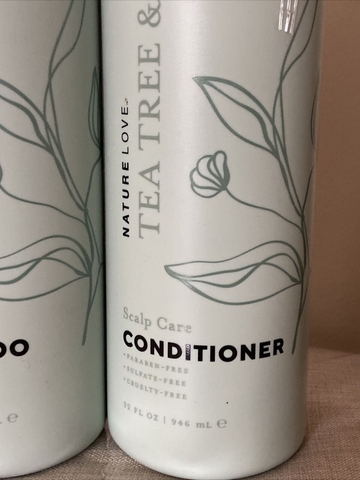 NATURE LOVE
TEA TREE &
Scalp Care
CONDITIONER
•PARABEN-FREE
•SULFATE-FREE
•CRUELTY-FREE
32 FL OZ | 946 mL ℮
OO
L ℮